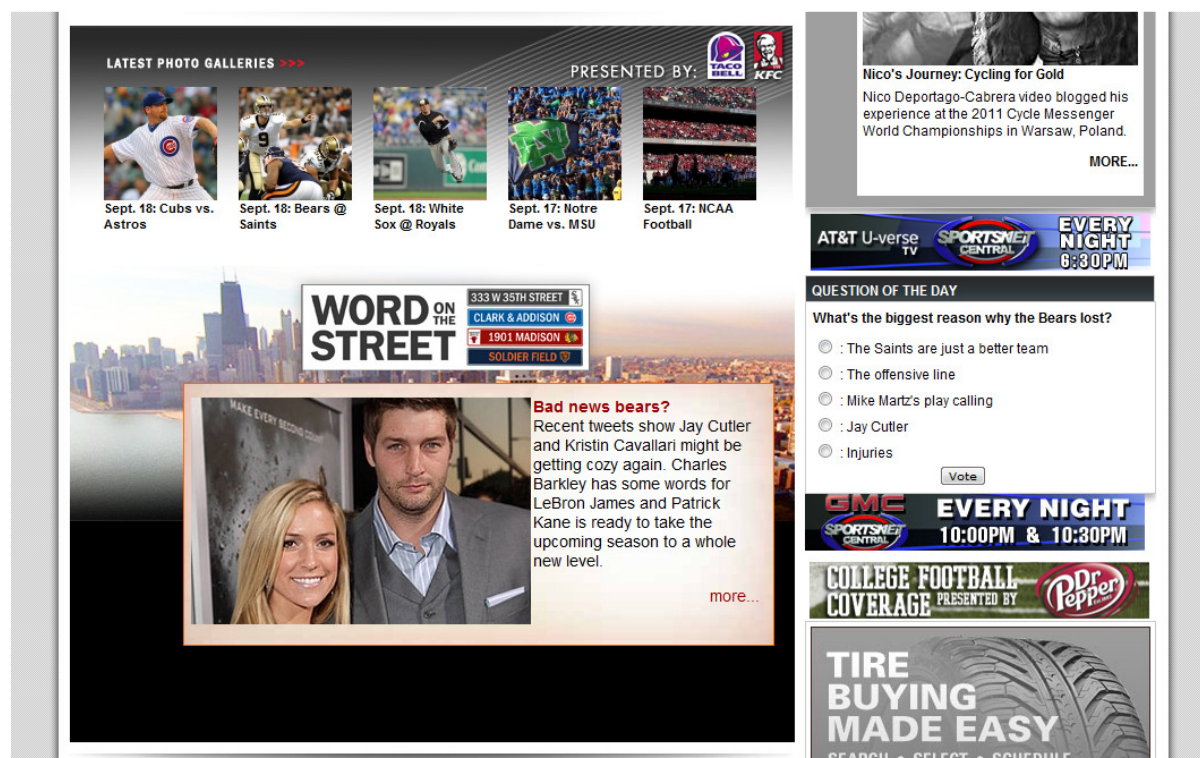 LATEST PHOTO GALLERIES >>>
PRESENTED BY:
TACO
BELL
KFC
Sept. 18: Cubs vs.
Astros
Sept. 18: Bears @
Saints
Sept. 18: White
Sox @ Royals
Sept. 17: Notre
Dame vs. MSU
Sept. 17: NCAA
Football
WORD ON
THE
STREET
333 W 35TH STREET
CLARK & ADDISON
1901 MADISON
SOLDIER FIELD
MAKE EVERY SECOND COUNT
Bad news bears?
Recent tweets show Jay Cutler
and Kristin Cavallari might be
getting cozy again. Charles
Barkley has some words for
LeBron James and Patrick
Kane is ready to take the
upcoming season to a whole
new level.
more...
Nico's Journey: Cycling for Gold
Nico Deportago-Cabrera video blogged his
experience at the 2011 Cycle Messenger
World Championships in Warsaw, Poland.
MORE...
AT&T U-verse
TV
SPORTSNET
CENTRAL
EVERY
NIGHT
6:30PM
QUESTION OF THE DAY
What's the biggest reason why the Bears lost?
: The Saints are just a better team
: The offensive line
: Mike Martz's play calling
: Jay Cutler
: Injuries
Vote
GMC
SPORTSNET
CENTRAL
EVERY NIGHT
10:00PM & 10:30PM
COLLEGE FOOTBALL
COVERAGE PRESENTED BY
Dr
Pepper
TIRE
BUYING
MADE EASY
SEARCH • SELECT • SCHEDULE